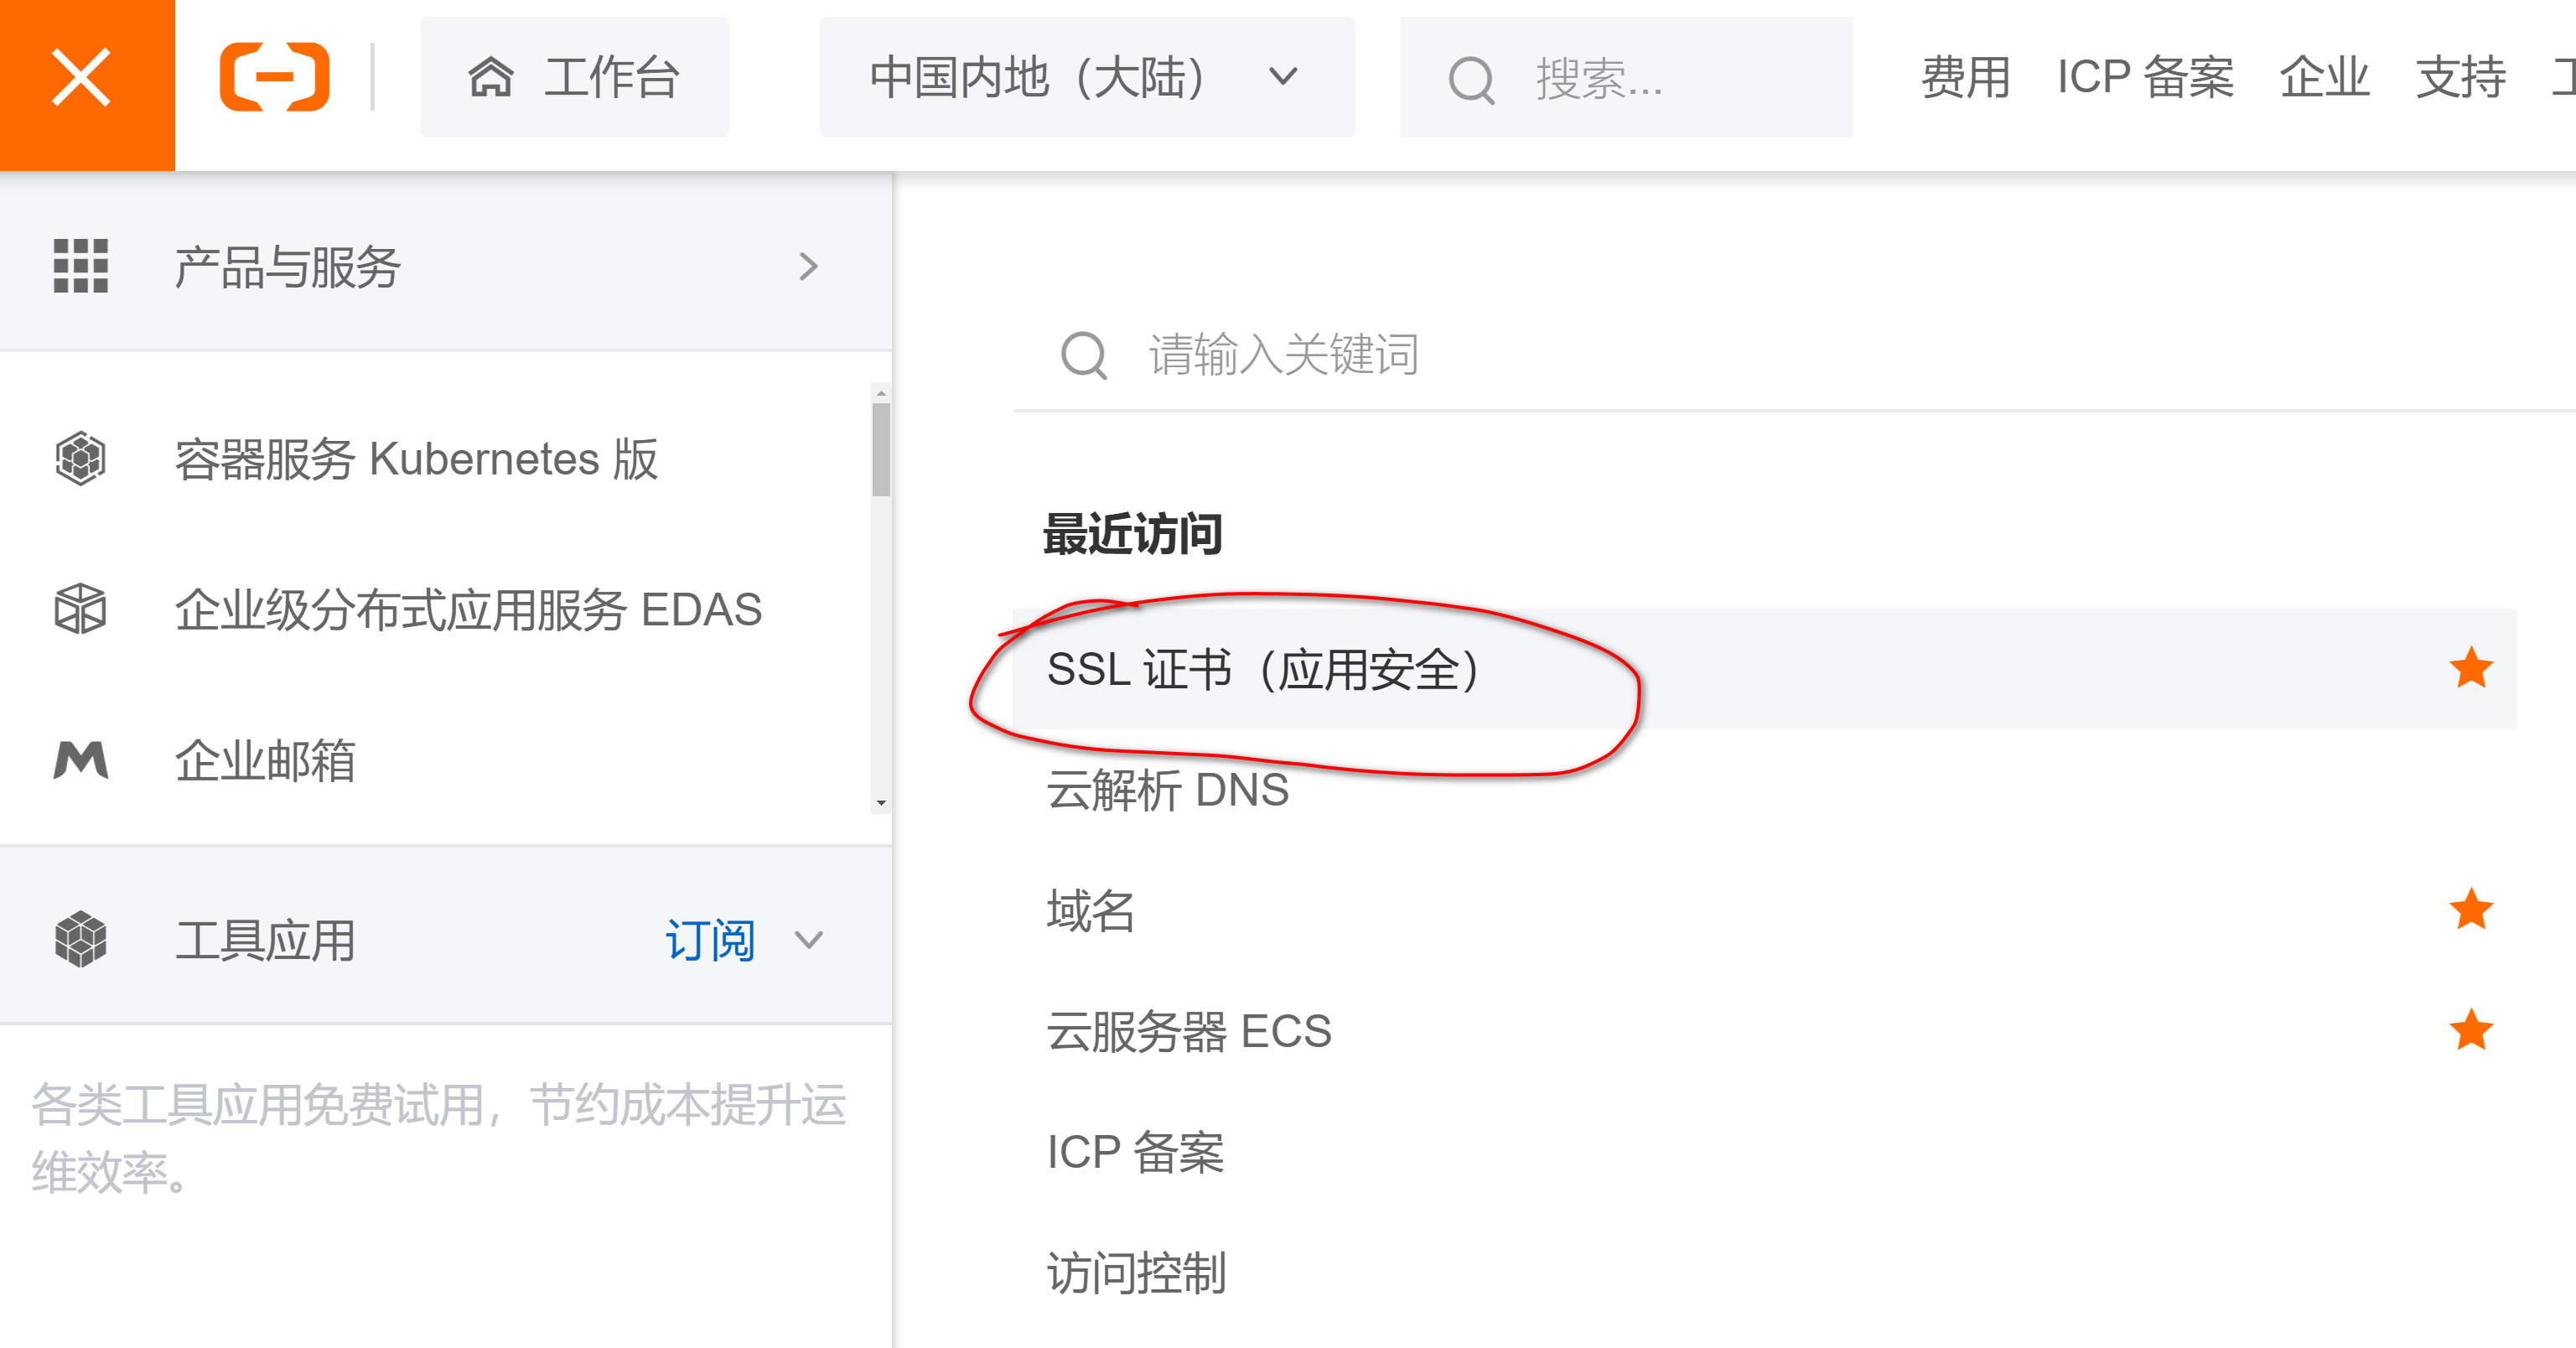 工作台
中国内地（大陆）
搜索...
费用
ICP 备案
企业
支持
产品与服务
容器服务 Kubernetes 版
企业级分布式应用服务 EDAS
企业邮箱
工具应用
订阅
各类工具应用免费试用，节约成本提升运
维效率。
请输入关键词
最近访问
SSL 证书（应用安全）
云解析 DNS
域名
云服务器 ECS
ICP 备案
访问控制